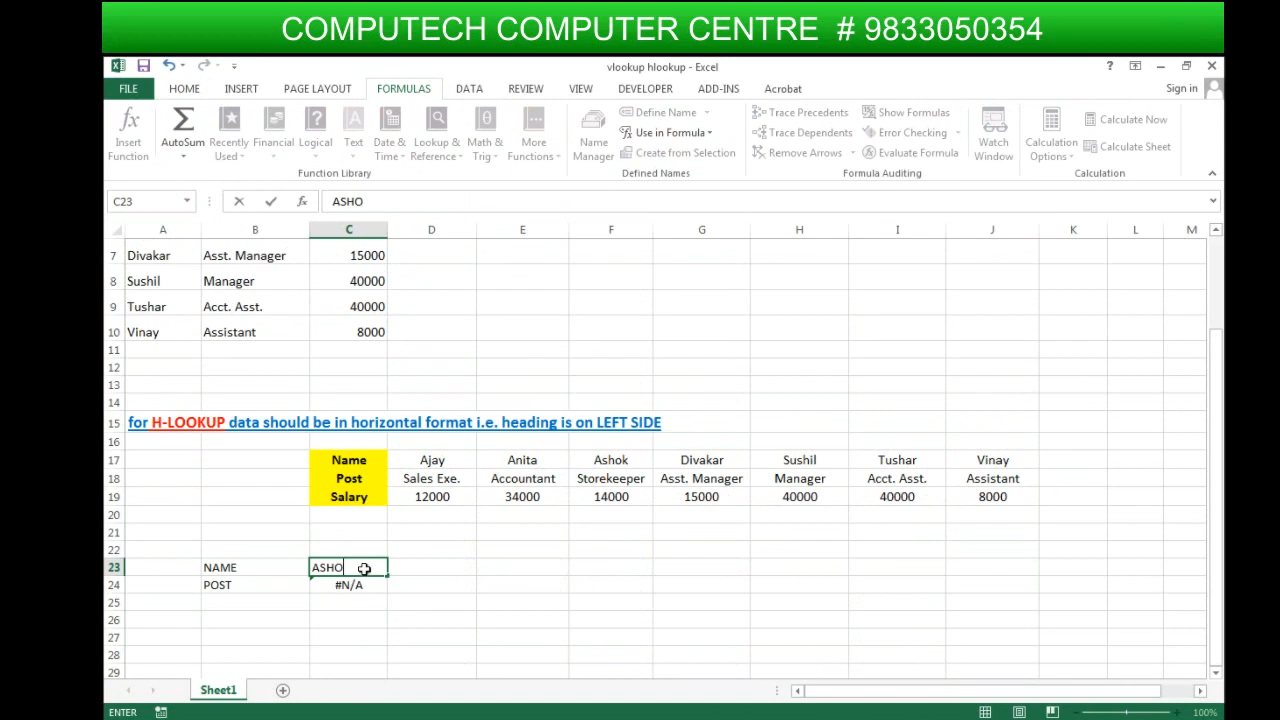 COMPUTECH COMPUTER CENTRE # 9833050354
vlookup hlookup - Excel
FILE HOME INSERT PAGE LAYOUT FORMULAS DATA REVIEW VIEW DEVELOPER ADD-INS Acrobat Sign in
Insert Function
AutoSum
Recently Used
Financial
Logical
Text
Date & Time
Lookup & Reference
Math & Trig
More Functions
Function Library
Name Manager
Define Name
Use in Formula
Create from Selection
Defined Names
Trace Precedents
Trace Dependents
Remove Arrows
Show Formulas
Error Checking
Evaluate Formula
Formula Auditing
Watch Window
Calculation Options
Calculate Now
Calculate Sheet
Calculation
C23 fx ASHO
A B C D E F G H I J K L M
7 Divakar Asst. Manager 15000
8 Sushil Manager 40000
9 Tushar Acct. Asst. 40000
10 Vinay Assistant 8000
11
12
13
14
15 for H-LOOKUP data should be in horizontal format i.e. heading is on LEFT SIDE
16
17 Name Ajay Anita Ashok Divakar Sushil Tushar Vinay
18 Post Sales Exe. Accountant Storekeeper Asst. Manager Manager Acct. Asst. Assistant
19 Salary 12000 34000 14000 15000 40000 40000 8000
20
21
22
23 NAME ASHO
24 POST #N/A
25
26
27
28
29
Sheet1
ENTER 100%